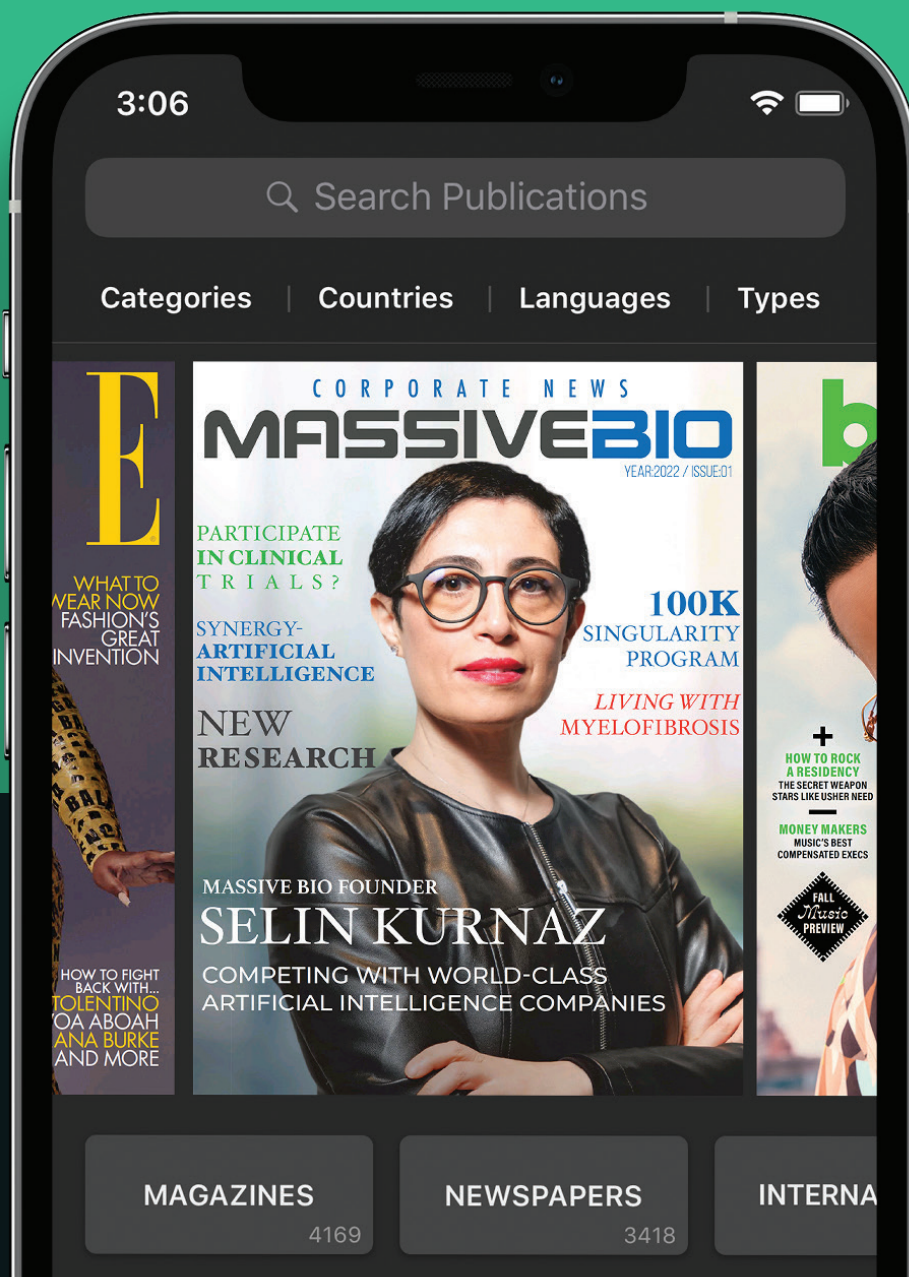 3:06
Search Publications
Categories | Countries | Languages | Types
E
WHAT TO
WEAR NOW
FASHION'S
GREAT
INVENTION
HOW TO FIGHT
BACK WITH...
TOLENTINO
OA ABOAH
ANA BURKE
AND MORE
CORPORATE NEWS
MASSIVEBIO
YEAR:2022 / ISSUE:01
PARTICIPATE
IN CLINICAL
TRIALS?
SYNERGY-
ARTIFICIAL
INTELLIGENCE
NEW
RESEARCH
100K
SINGULARITY
PROGRAM
LIVING WITH
MYELOFIBROSIS
MASSIVE BIO FOUNDER
SELIN KURNAZ
COMPETING WITH WORLD-CLASS
ARTIFICIAL INTELLIGENCE COMPANIES
b
+
HOW TO ROCK
A RESIDENCY
THE SECRET WEAPON
STARS LIKE USHER NEED
MONEY MAKERS
MUSIC'S BEST
COMPENSATED EXECS
FALL
Music
PREVIEW
MAGAZINES
4169
NEWSPAPERS
3418
INTERNA